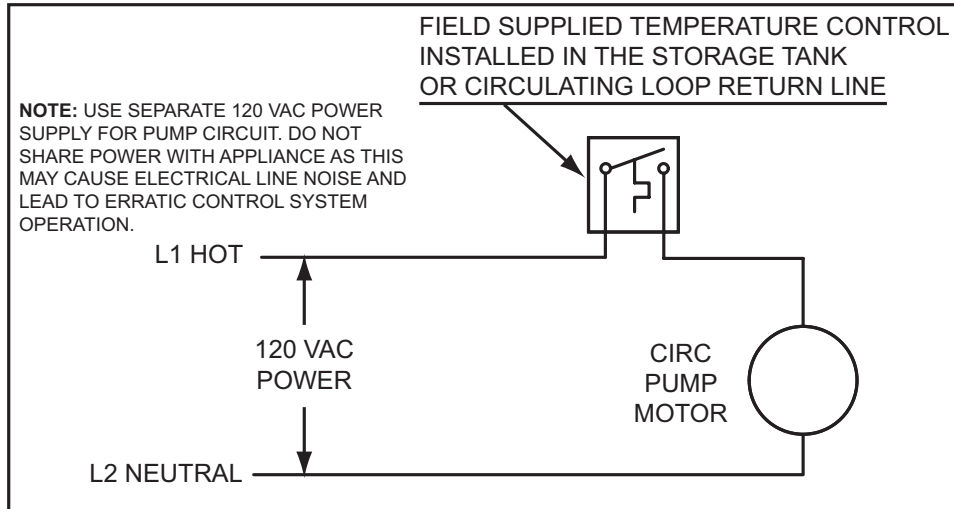 FIELD SUPPLIED TEMPERATURE CONTROL
INSTALLED IN THE STORAGE TANK
OR CIRCULATING LOOP RETURN LINE
NOTE: USE SEPARATE 120 VAC POWER
SUPPLY FOR PUMP CIRCUIT. DO NOT
SHARE POWER WITH APPLIANCE AS THIS
MAY CAUSE ELECTRICAL LINE NOISE AND
LEAD TO ERRATIC CONTROL SYSTEM
OPERATION.
L1 HOT
120 VAC
POWER
CIRC
PUMP
MOTOR
L2 NEUTRAL